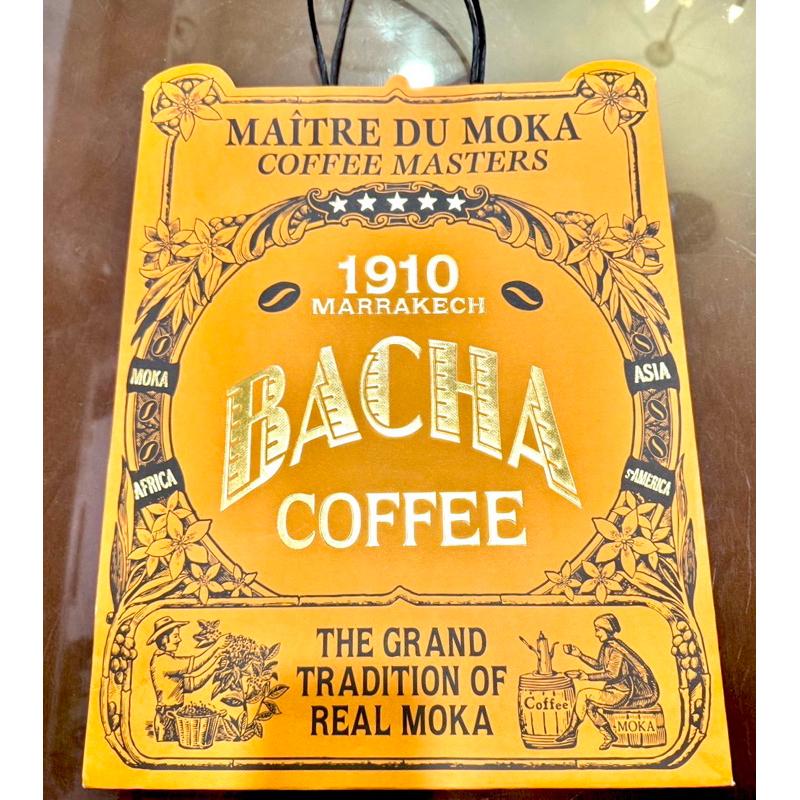 MAÎTRE DU MOKA
COFFEE MASTERS
1910
MARRAKECH
BACHA
COFFEE
MOKA
ASIA
AFRICA
S-AMERICA
THE GRAND
TRADITION OF
REAL MOKA
Coffee
MOKA